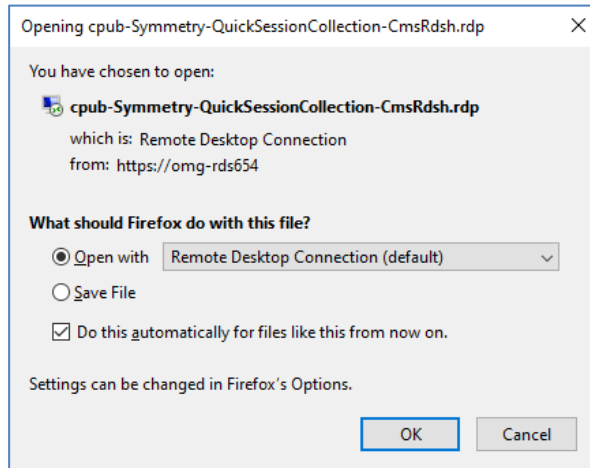 Opening cpub-Symmetry-QuickSessionCollection-CmsRdsh.rdp
You have chosen to open:
cpub-Symmetry-QuickSessionCollection-CmsRdsh.rdp
which is: Remote Desktop Connection
from: https://omg-rds654
What should Firefox do with this file?
Open with Remote Desktop Connection (default)
Save File
Do this automatically for files like this from now on.
Settings can be changed in Firefox's Options.
OK Cancel